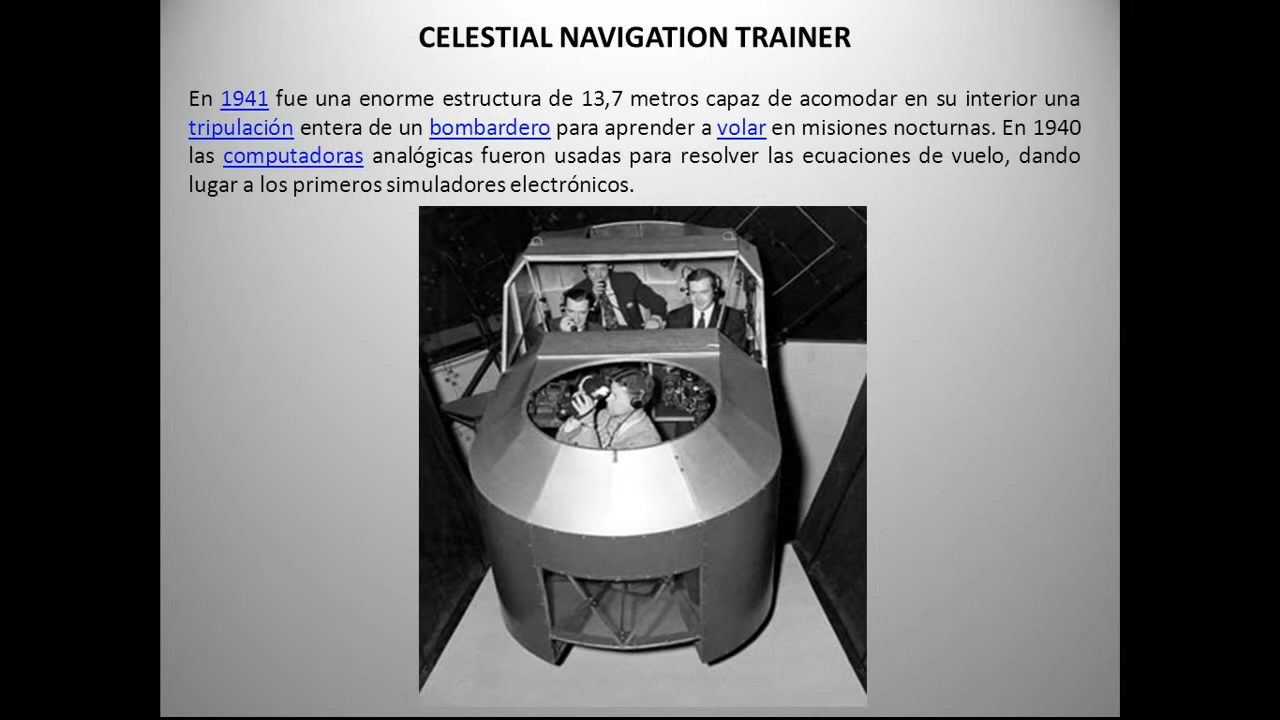 CELESTIAL NAVIGATION TRAINER
En 1941 fue una enorme estructura de 13,7 metros capaz de acomodar en su interior una
tripulación entera de un bombardero para aprender a volar en misiones nocturnas. En 1940
las computadoras analógicas fueron usadas para resolver las ecuaciones de vuelo, dando
lugar a los primeros simuladores electrónicos.